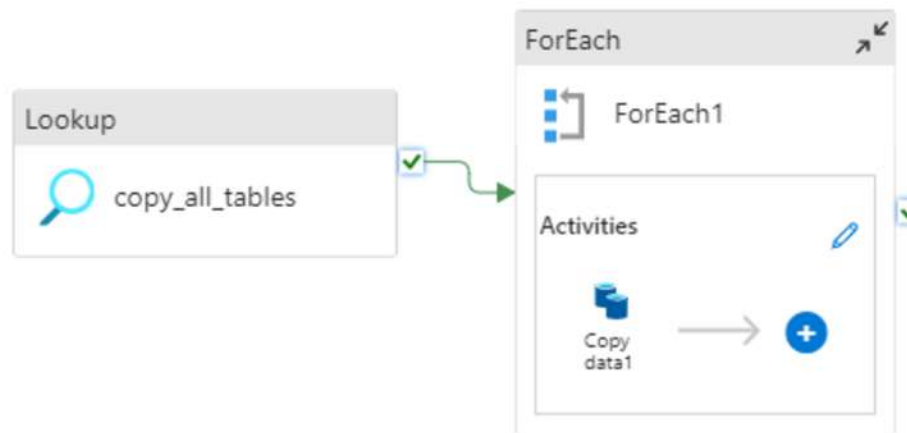 Lookup
copy_all_tables
ForEach
ForEach1
Activities
Copy
data1